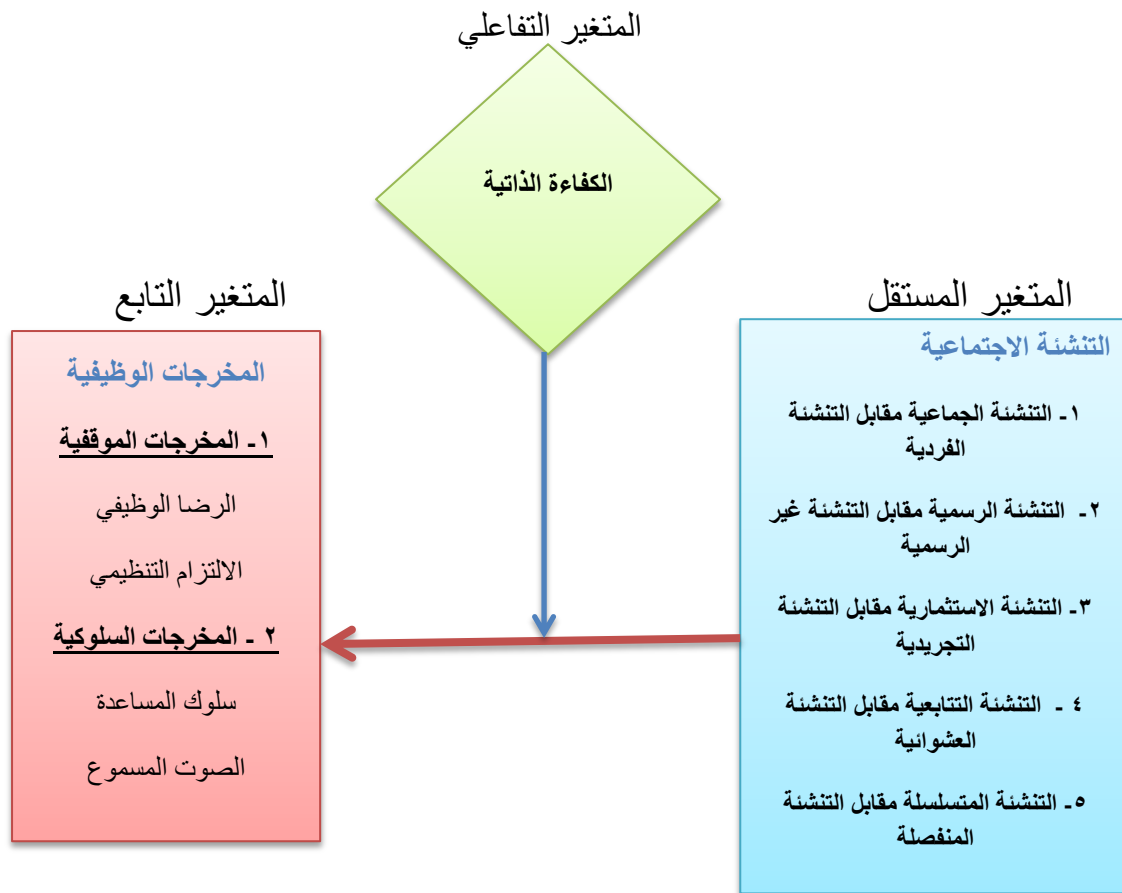 المتغير التفاعلي
الكفاءة الذاتية
المتغير المستقل
التنشئة الاجتماعية
١- التنشئة الجماعية مقابل التنشئة
الفردية
٢- التنشئة الرسمية مقابل التنشئة غير
الرسمية
٣- التنشئة الاستثمارية مقابل التنشئة
التجريدية
٤ - التنشئة التتابعية مقابل التنشئة
العشوائية
٥- التنشئة المتسلسلة مقابل التنشئة
المنفصلة
المتغير التابع
المخرجات الوظيفية
١- المخرجات الموقفية
الرضا الوظيفي
الالتزام التنظيمي
٢ - المخرجات السلوكية
سلوك المساعدة
الصوت المسموع